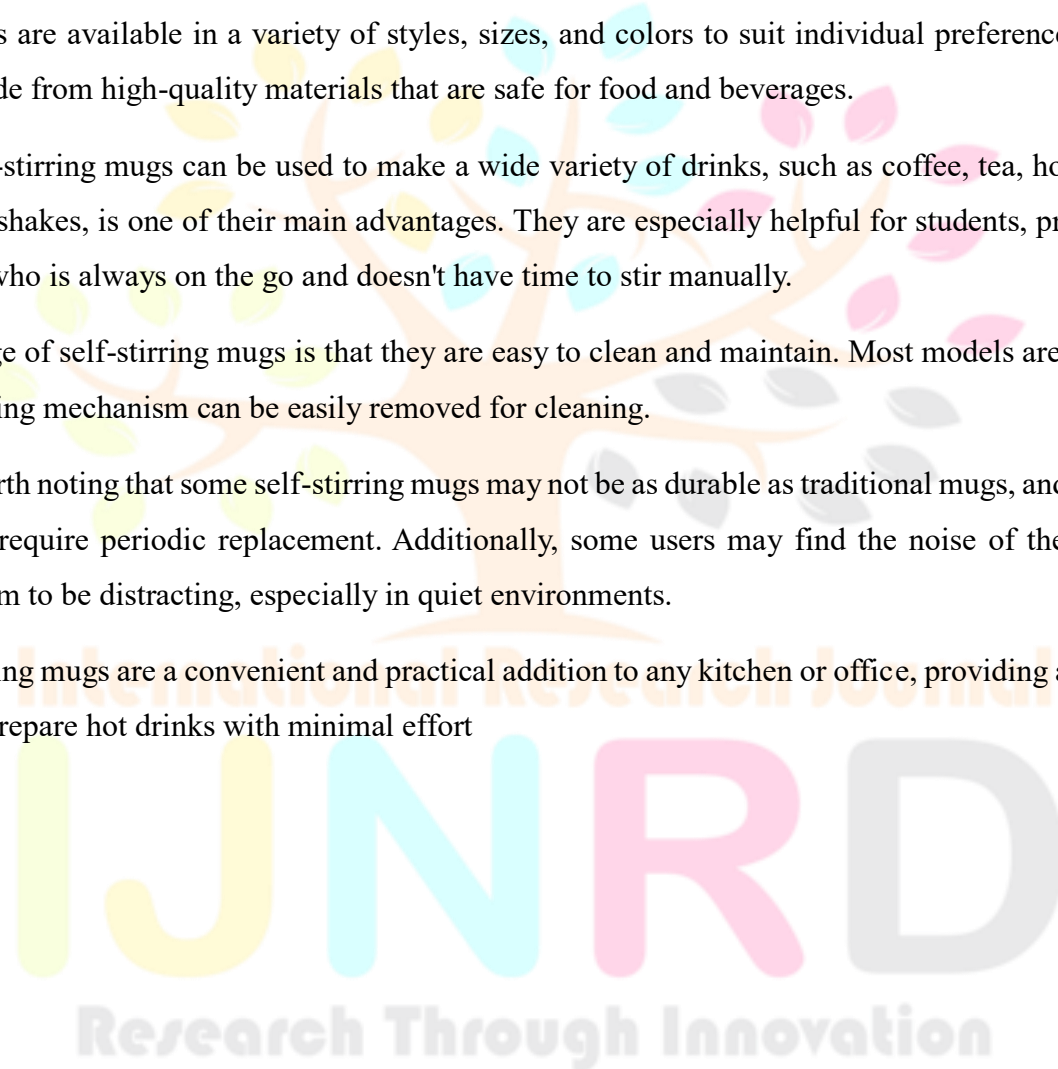 s are available in a variety of styles, sizes, and colors to suit individual preference
de from high-quality materials that are safe for food and beverages.
-stirring mugs can be used to make a wide variety of drinks, such as coffee, tea, ho
shakes, is one of their main advantages. They are especially helpful for students, pr
who is always on the go and doesn't have time to stir manually.
ge of self-stirring mugs is that they are easy to clean and maintain. Most models are
ing mechanism can be easily removed for cleaning.
rth noting that some self-stirring mugs may not be as durable as traditional mugs, and
require periodic replacement. Additionally, some users may find the noise of the
m to be distracting, especially in quiet environments.
International Research Journal
ing mugs are a convenient and practical addition to any kitchen or office, providing a
repare hot drinks with minimal effort
IJNRD
Research Through Innovation